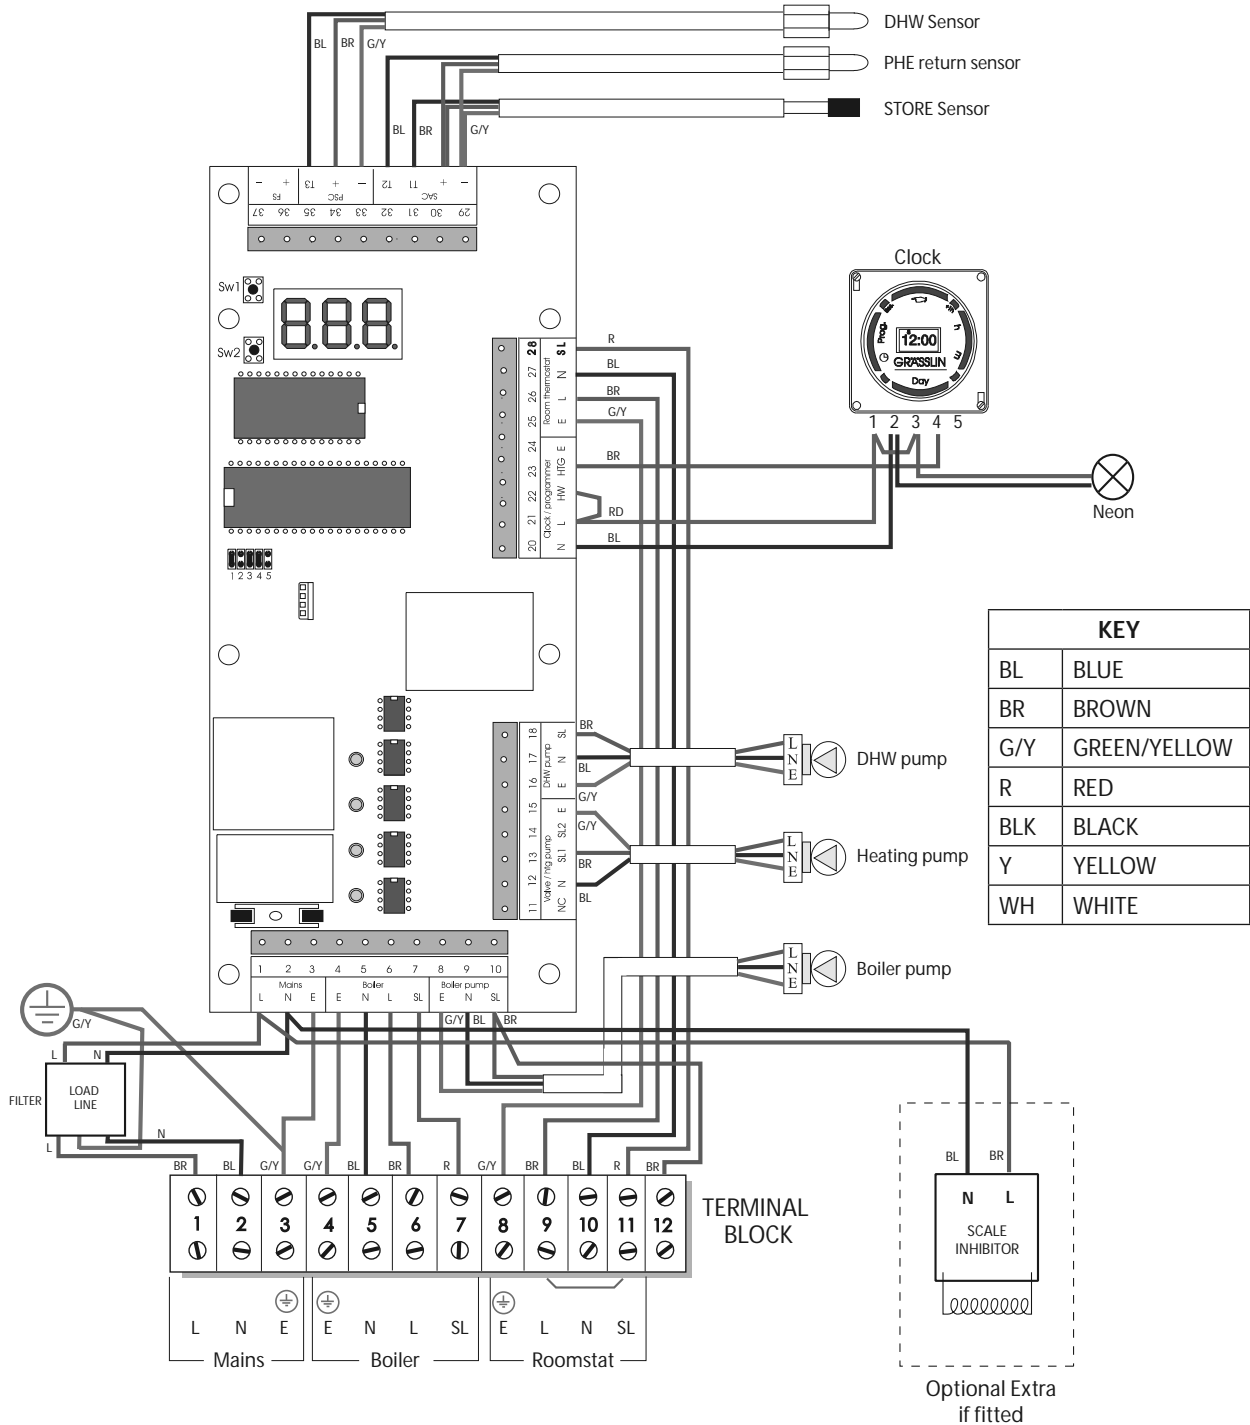 DHW Sensor
BL BR G/Y
PHE return sensor
STORE Sensor
BL BR G/Y
- + T3 + - T2 T1 + -
FS PSC SAC
37 36 35 34 33 32 31 30 29
Sw1
8.8.8.
Sw2
1 2 3 4 5
Clock
Prog.
h
m
12:00
GRÄSSLIN
Day
1 2 3 4 5
Neon
28 SL R
27 N BL
26 L BR
25 E G/Y
Room thermostat
24 E
23 HTG BR
22 HW
21 L RD
20 N BL
Clock / programmer
KEY
BL BLUE
BR BROWN
G/Y GREEN/YELLOW
R RED
BLK BLACK
Y YELLOW
WH WHITE
18 SL BR
17 N BL
16 E G/Y
DHW pump
L
N
E
DHW pump
15 E G/Y
14 SL2
13 SL1 BR
12 N BL
11 NC
Valve / htg pump
L
N
E
Heating pump
L
N
E
Boiler pump
1 2 3 4 5 6 7 8 9 10
Mains Boiler Boiler pump
L N E E N L SL E N SL
G/Y BL BR
G/Y
L N
FILTER
LOAD
LINE
L N
BR BL G/Y G/Y BL BR R G/Y BR BL R BR
1 2 3 4 5 6 7 8 9 10 11 12
TERMINAL
BLOCK
L N E E N L SL E L N SL
Mains Boiler Roomstat
BL BR
N L
SCALE
INHIBITOR
Optional Extra
if fitted